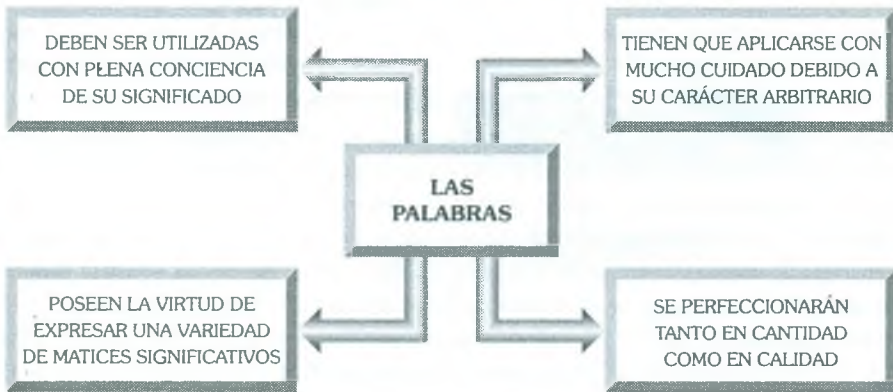 DEBEN SER UTILIZADAS
CON PLENA CONCIENCIA
DE SU SIGNIFICADO
TIENEN QUE APLICARSE CON
MUCHO CUIDADO DEBIDO A
SU CARÁCTER ARBITRARIO
LAS
PALABRAS
POSEEN LA VIRTUD DE
EXPRESAR UNA VARIEDAD
DE MATICES SIGNIFICATIVOS
SE PERFECCIONARÁN
TANTO EN CANTIDAD
COMO EN CALIDAD